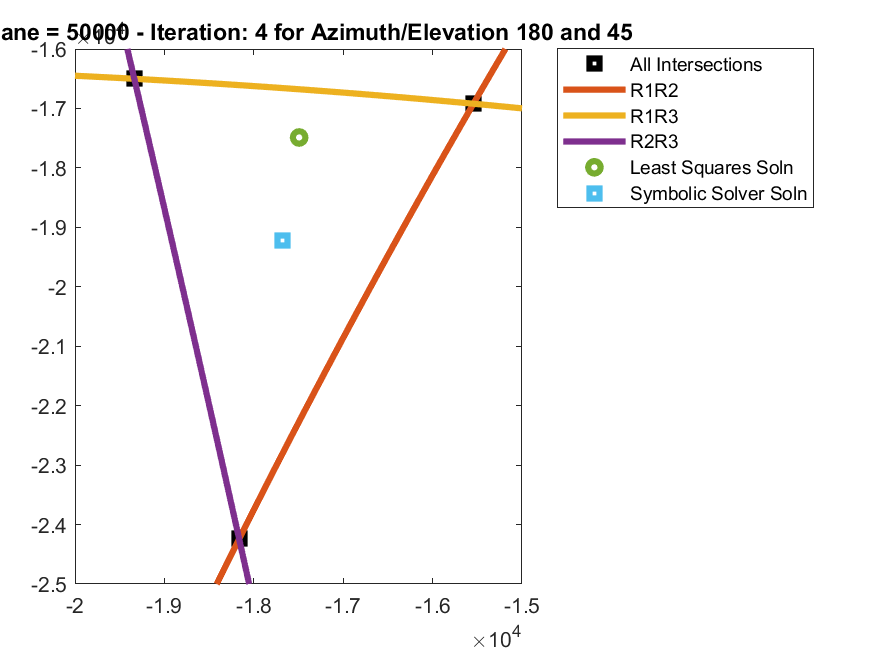 ane = 50000 - Iteration: 4 for Azimuth/Elevation 180 and 45
-1.6
-1.7
-1.8
-1.9
-2
-2.1
-2.2
-2.3
-2.4
-2.5
-2
-1.9
-1.8
-1.7
-1.6
-1.5
×10⁴
All Intersections
R1R2
R1R3
R2R3
Least Squares Soln
Symbolic Solver Soln